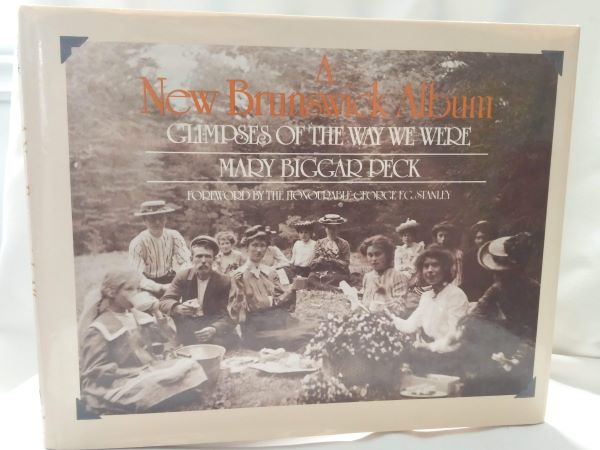 A
New Brunswick Album
GLIMPSES OF THE WAY WE WERE
MARY BIGGAR PECK
FOREWORD BY THE HONOURABLE GEORGE F.G. STANLEY